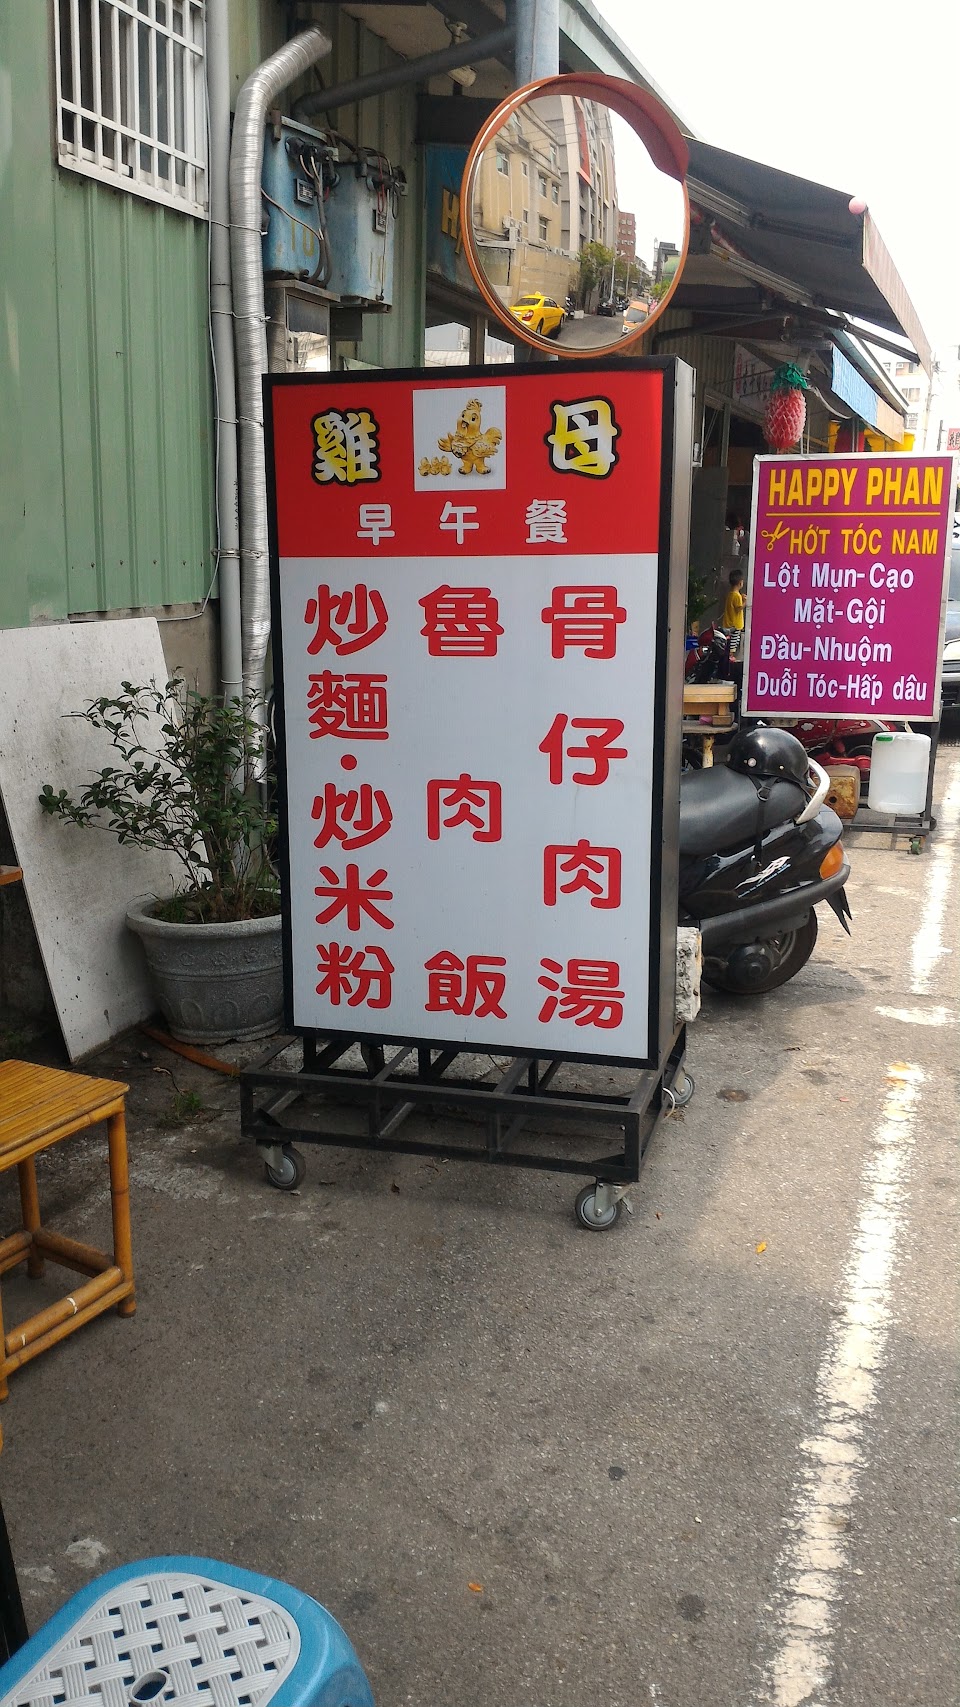 雞 母
早午餐
骨仔肉湯
魯肉飯
炒麵·炒米粉
HAPPY PHAN
HỚT TÓC NAM
Lột Mụn-Cạo
Mặt-Gội
Đầu-Nhuộm
Duỗi Tóc-Hấp dâu